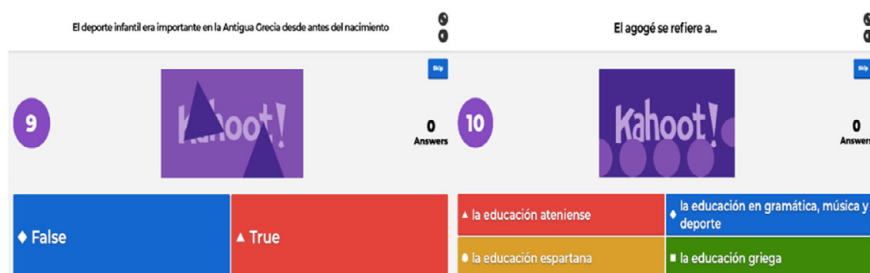 El deporte infantil era importante en la Antigua Grecia desde antes del nacimiento
Skip
9
Kahoot!
0
Answers
◆ False
▲ True
El agogé se refiere a...
Skip
10
Kahoot!
0
Answers
▲ la educación ateniense
◆ la educación en gramática, música y
deporte
● la educación espartana
■ la educación griega